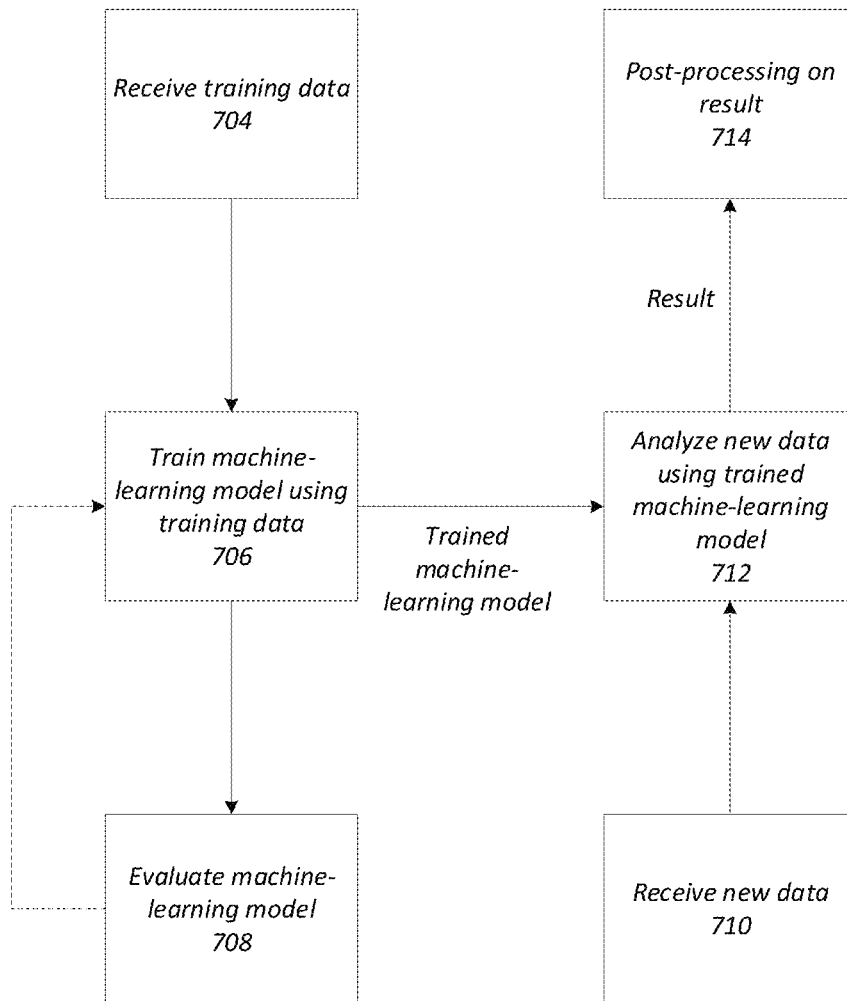 Receive training data
704
Post-processing on
result
714
Result
Train machine-
learning model using
training data
706
Trained
machine-
learning model
Analyze new data
using trained
machine-learning
model
712
Evaluate machine-
learning model
708
Receive new data
710